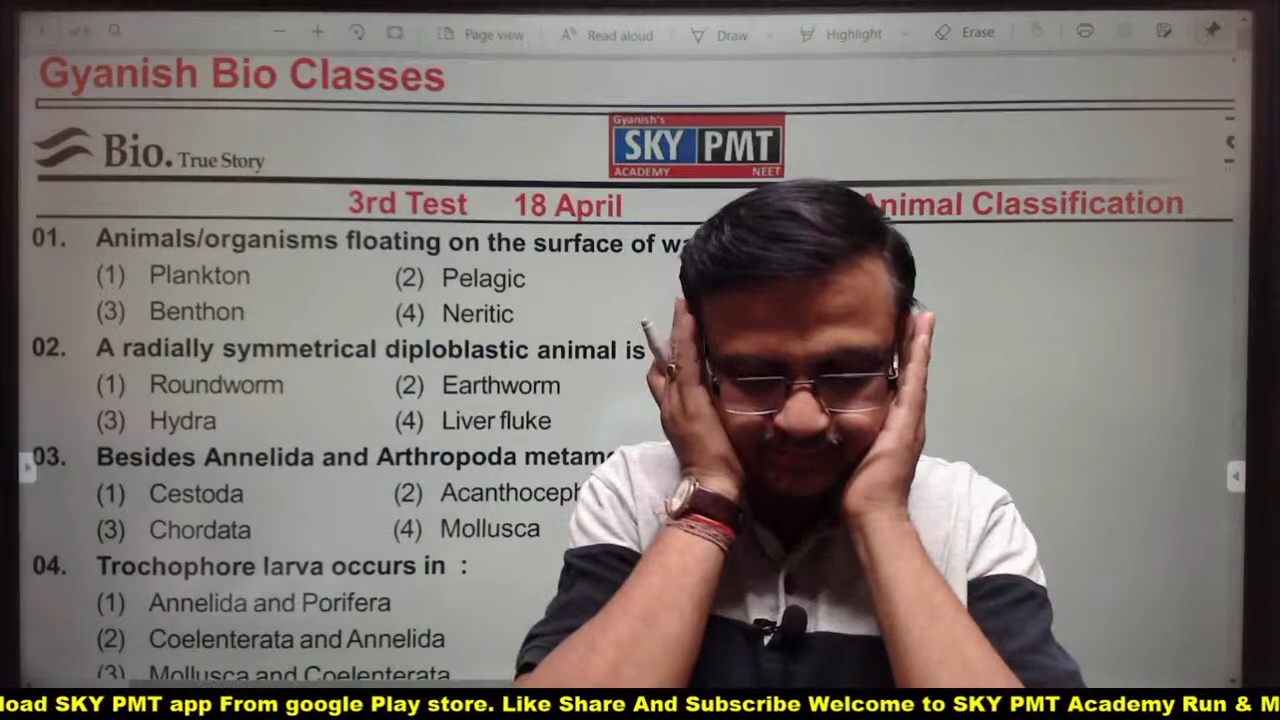 Page view
Read aloud
Draw
Highlight
Erase
Gyanish Bio Classes
Bio. True Story
Gyanish's
SKY PMT
ACADEMY NEET
3rd Test 18 April Animal Classification
01. Animals/organisms floating on the surface of
(1) Plankton (2) Pelagic
(3) Benthon (4) Neritic
02. A radially symmetrical diploblastic animal is
(1) Roundworm (2) Earthworm
(3) Hydra (4) Liver fluke
03. Besides Annelida and Arthropoda
(1) Cestoda (2)
(3) Chordata (4) Mollusca
04. Trochophore larva occurs in :
(1) Annelida and Porifera
(2) Coelenterata and Annelida
(3) Mollusca and Coelenterata
SKY PMT app From google Play store. Like Share And Subscribe Welcome to SKY PMT Academy Run &